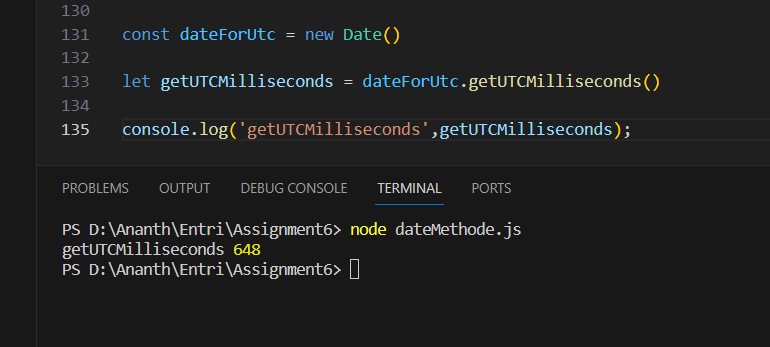 130
131 const dateForUtc = new Date()
132
133 let getUTCMilliseconds = dateForUtc.getUTCMilliseconds()
134
135 console.log('getUTCMilliseconds',getUTCMilliseconds);
PROBLEMS OUTPUT DEBUG CONSOLE TERMINAL PORTS
PS D:\Ananth\Entri\Assignment6> node dateMethode.js
getUTCMilliseconds 648
PS D:\Ananth\Entri\Assignment6>